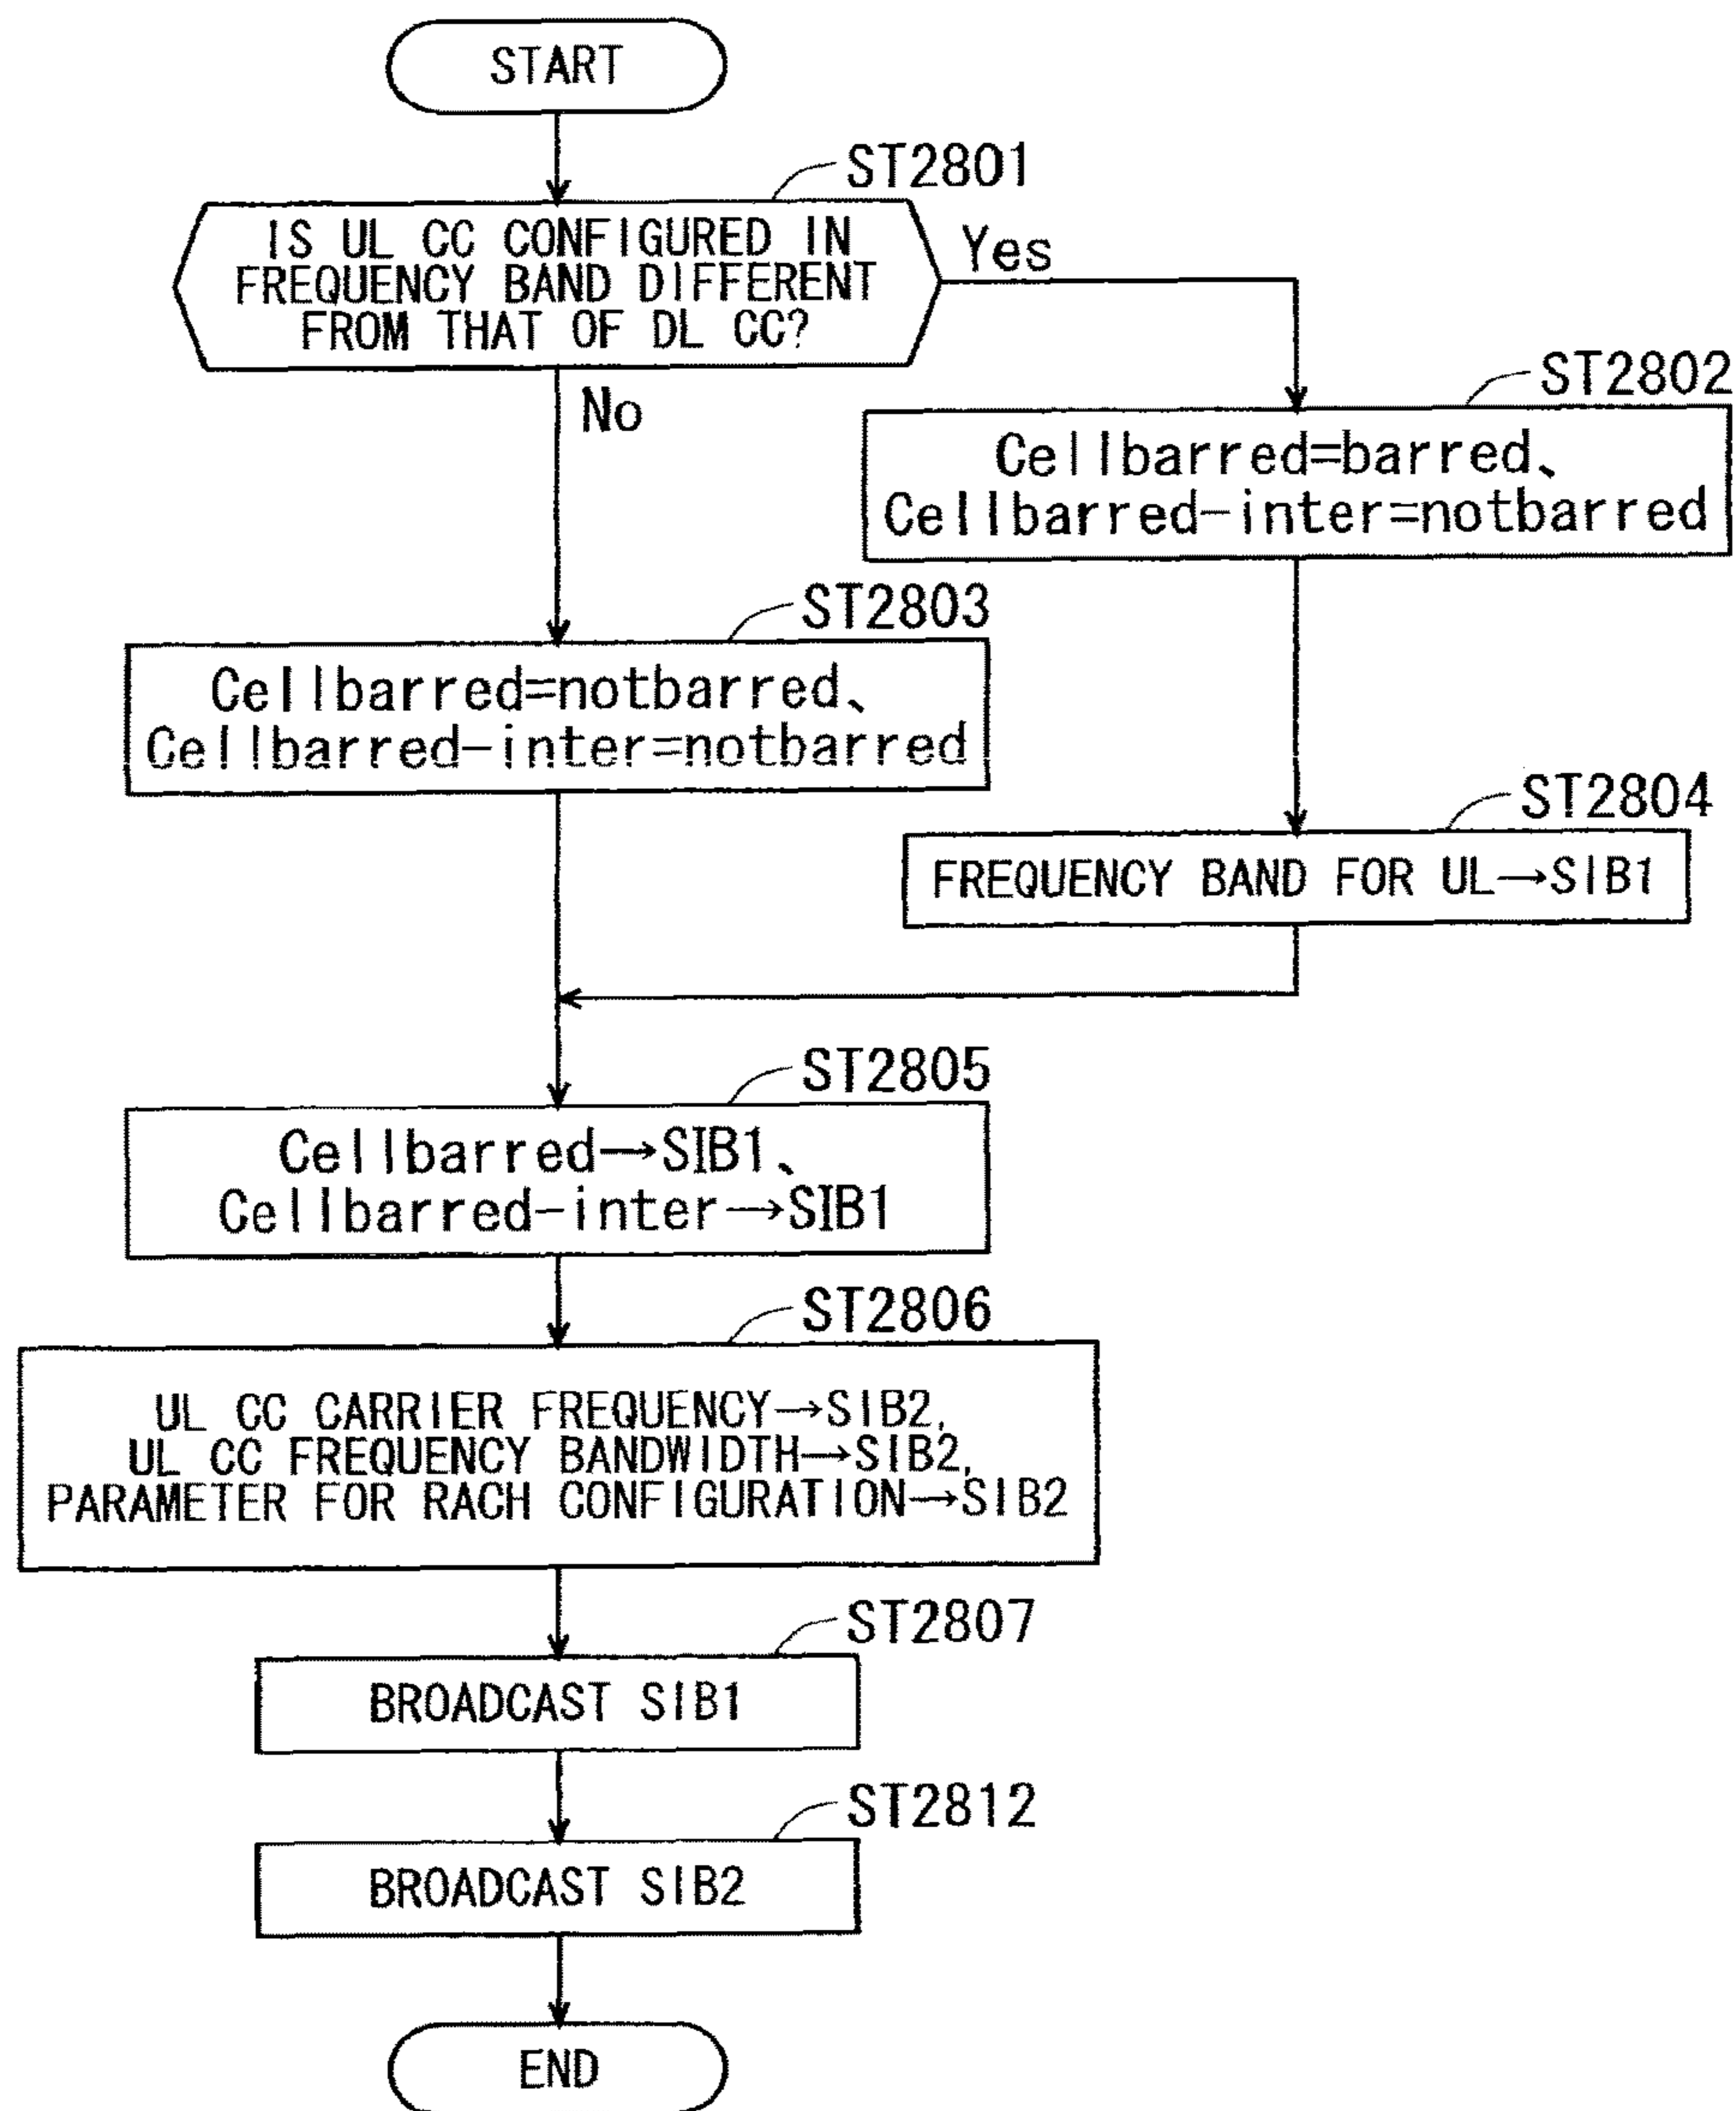 START
ST2801
IS UL CC CONFIGURED IN
FREQUENCY BAND DIFFERENT
FROM THAT OF DL CC?
Yes
No
ST2802
Cellbarred=barred、
Cellbarred-inter=notbarred
ST2803
Cellbarred=notbarred、
Cellbarred-inter=notbarred
ST2804
FREQUENCY BAND FOR UL→SIB1
ST2805
Cellbarred→SIB1、
Cellbarred-inter→SIB1
ST2806
UL CC CARRIER FREQUENCY→SIB2,
UL CC FREQUENCY BANDWIDTH→SIB2,
PARAMETER FOR RACH CONFIGURATION→SIB2
ST2807
BROADCAST SIB1
ST2812
BROADCAST SIB2
END